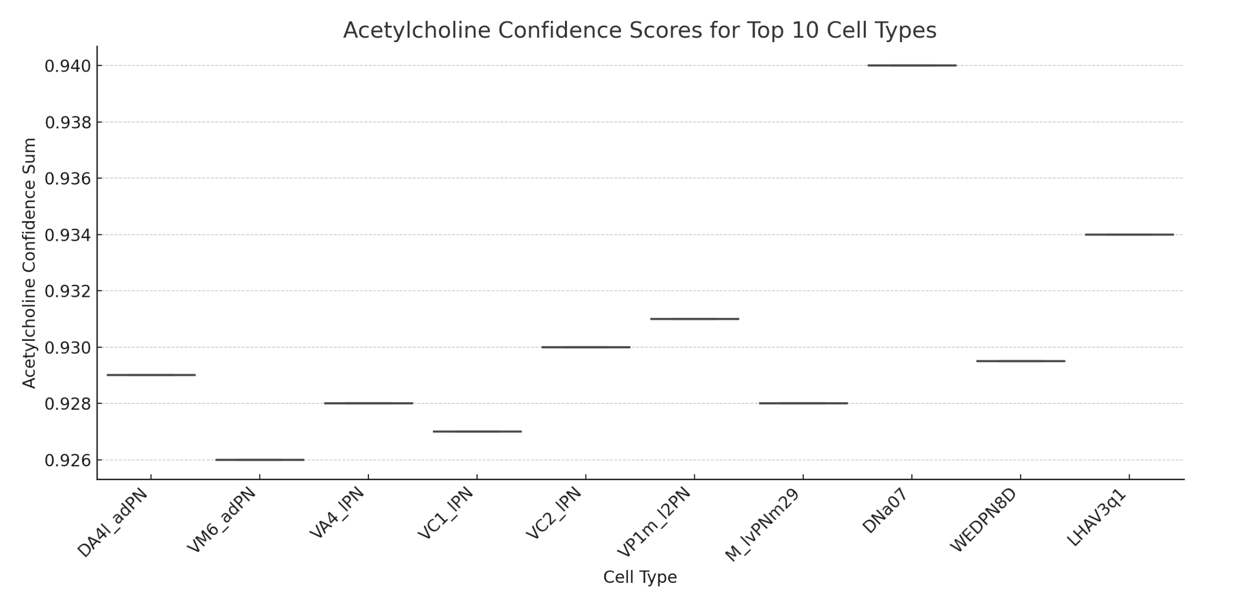 Acetylcholine Confidence Scores for Top 10 Cell Types
Acetylcholine Confidence Sum
0.940
0.938
0.936
0.934
0.932
0.930
0.928
0.926
DA4l_adPN
VM6_adPN
VA4_lPN
VC1_lPN
VC2_lPN
VP1m_l2PN
M_lvPNm29
DNa07
WEDPN8D
LHAV3q1
Cell Type